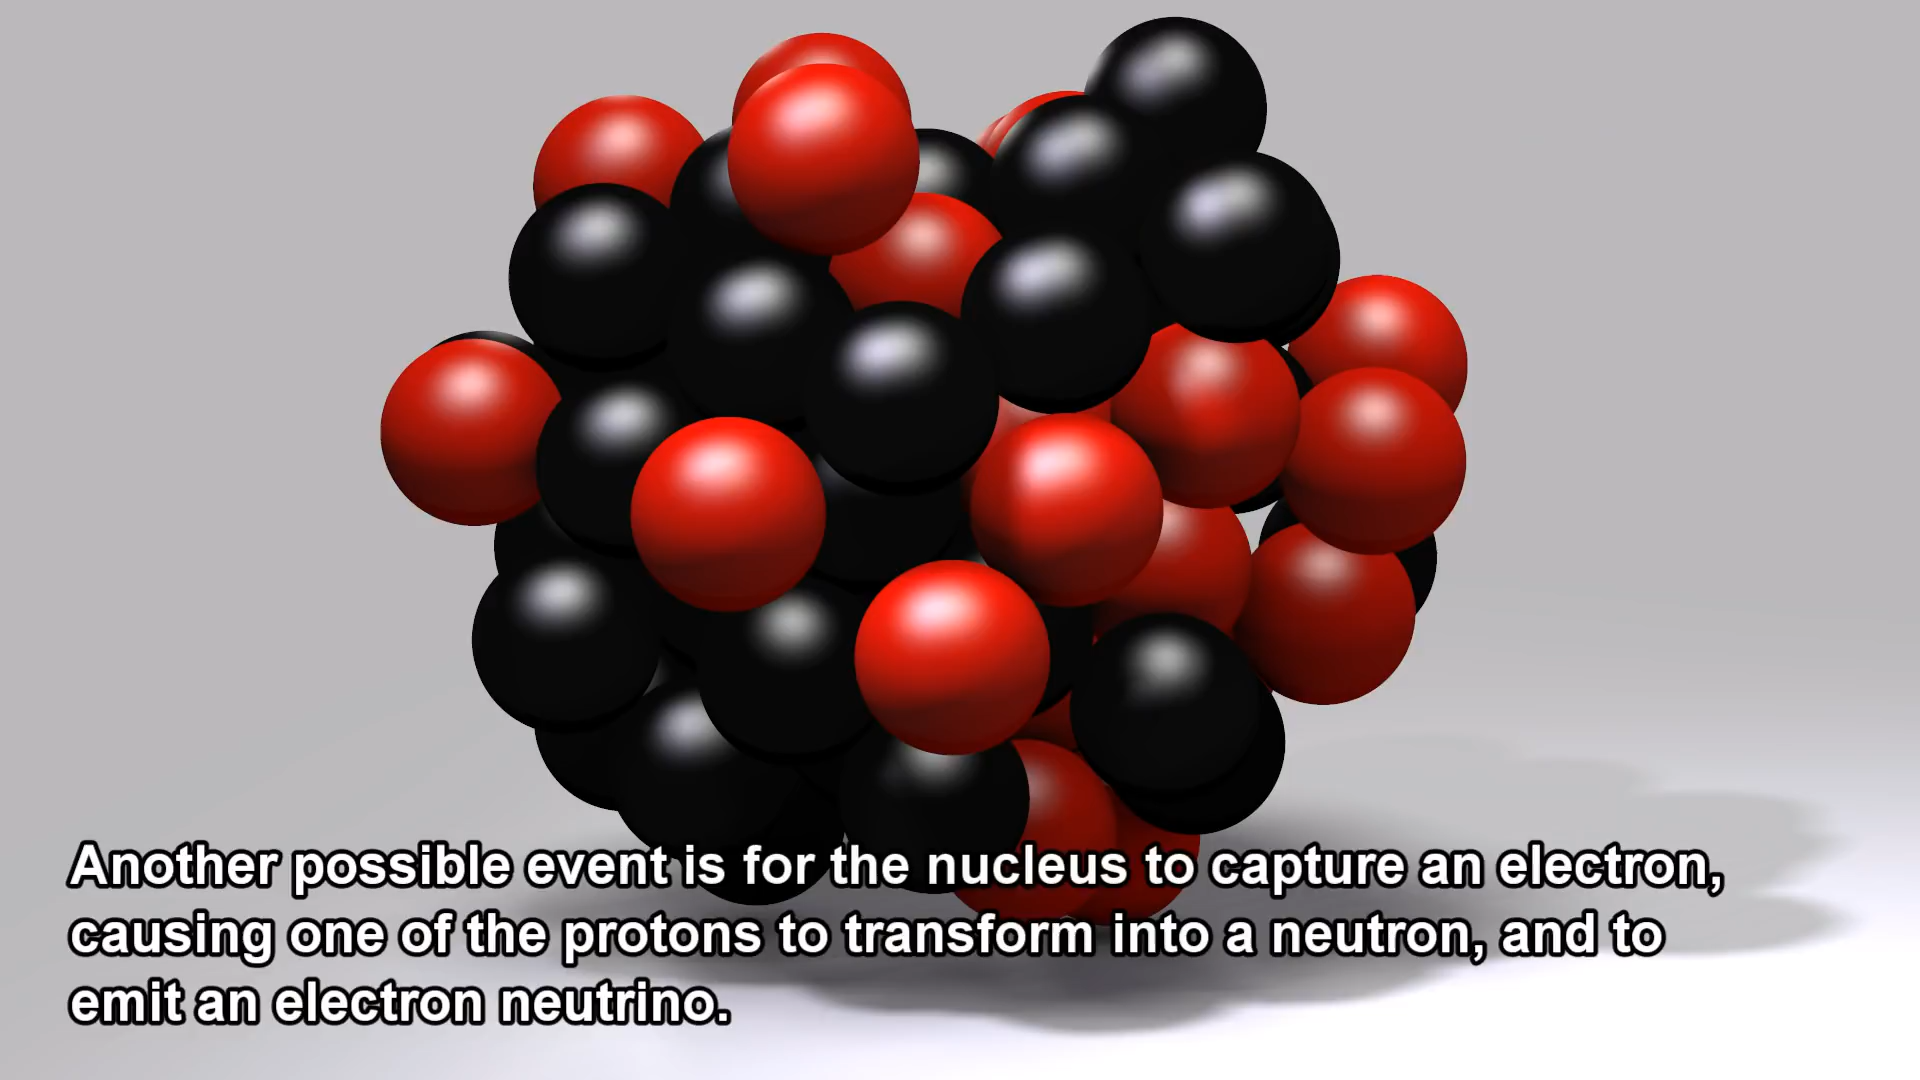 Another possible event is for the nucleus to capture an electron,
causing one of the protons to transform into a neutron, and to
emit an electron neutrino.